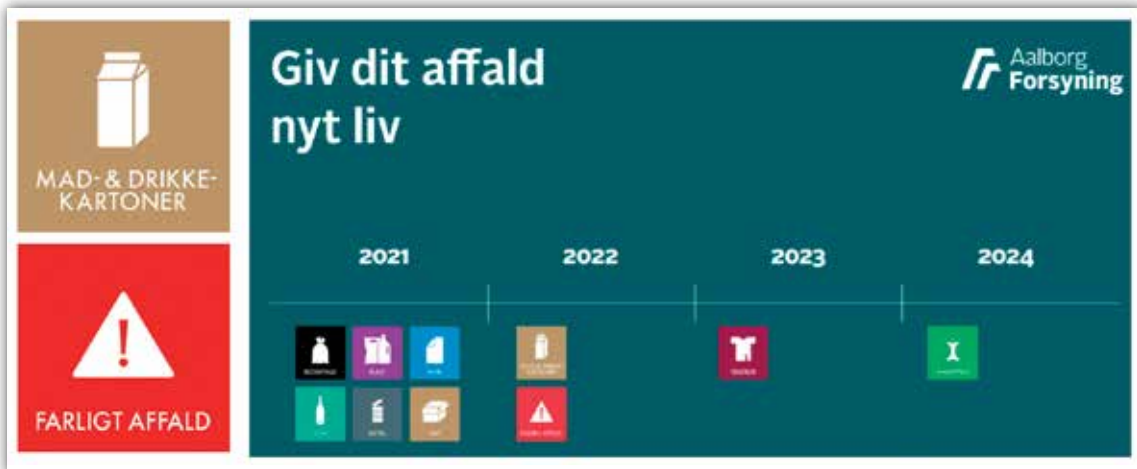 MAD- & DRIKKE-
KARTONER
FARLIGT AFFALD
Giv dit affald
nyt liv
Aalborg
Forsyning
2021
2022
2023
2024